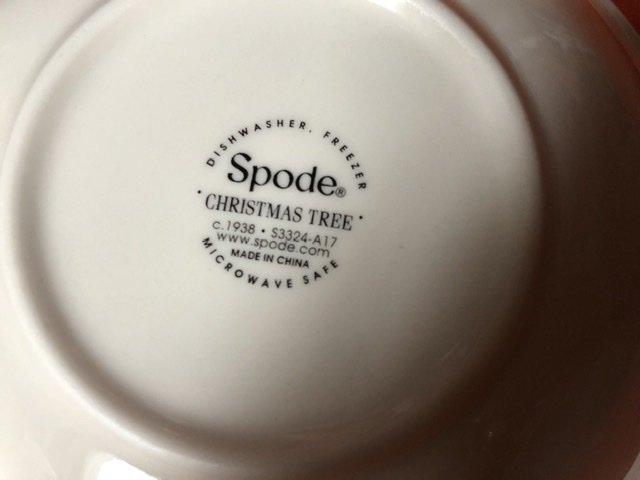 DISHWASHER, FREEZER
Spode®
· CHRISTMAS TREE ·
c.1938 · S3324-A17
www.spode.com
MADE IN CHINA
MICROWAVE SAFE